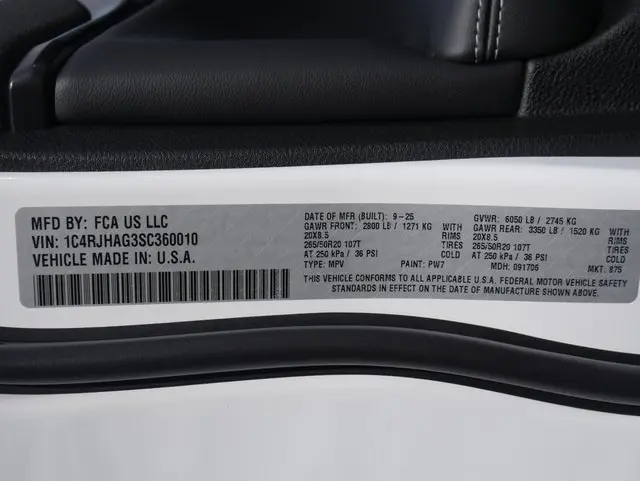 MFD BY: FCA US LLC
VIN: 1C4RJHAG3SC360010
VEHICLE MADE IN: U.S.A.
DATE OF MFR (BUILT): 9-25 GVWR: 6050 LB / 2745 KG
GAWR FRONT: 2800 LB / 1271 KG WITH GAWR REAR: 3350 LB / 1520 KG WITH
20X8.5 RIMS 20X8.5 RIMS
265/50R20 107T TIRES 265/50R20 107T TIRES
AT 250 kPa / 36 PSI COLD AT 250 kPa / 36 PSI COLD
TYPE: MPV PAINT: PW7 MDH: 091706 MKT: 875
THIS VEHICLE CONFORMS TO ALL APPLICABLE U.S.A. FEDERAL MOTOR VEHICLE SAFETY
STANDARDS IN EFFECT ON THE DATE OF MANUFACTURE SHOWN ABOVE.